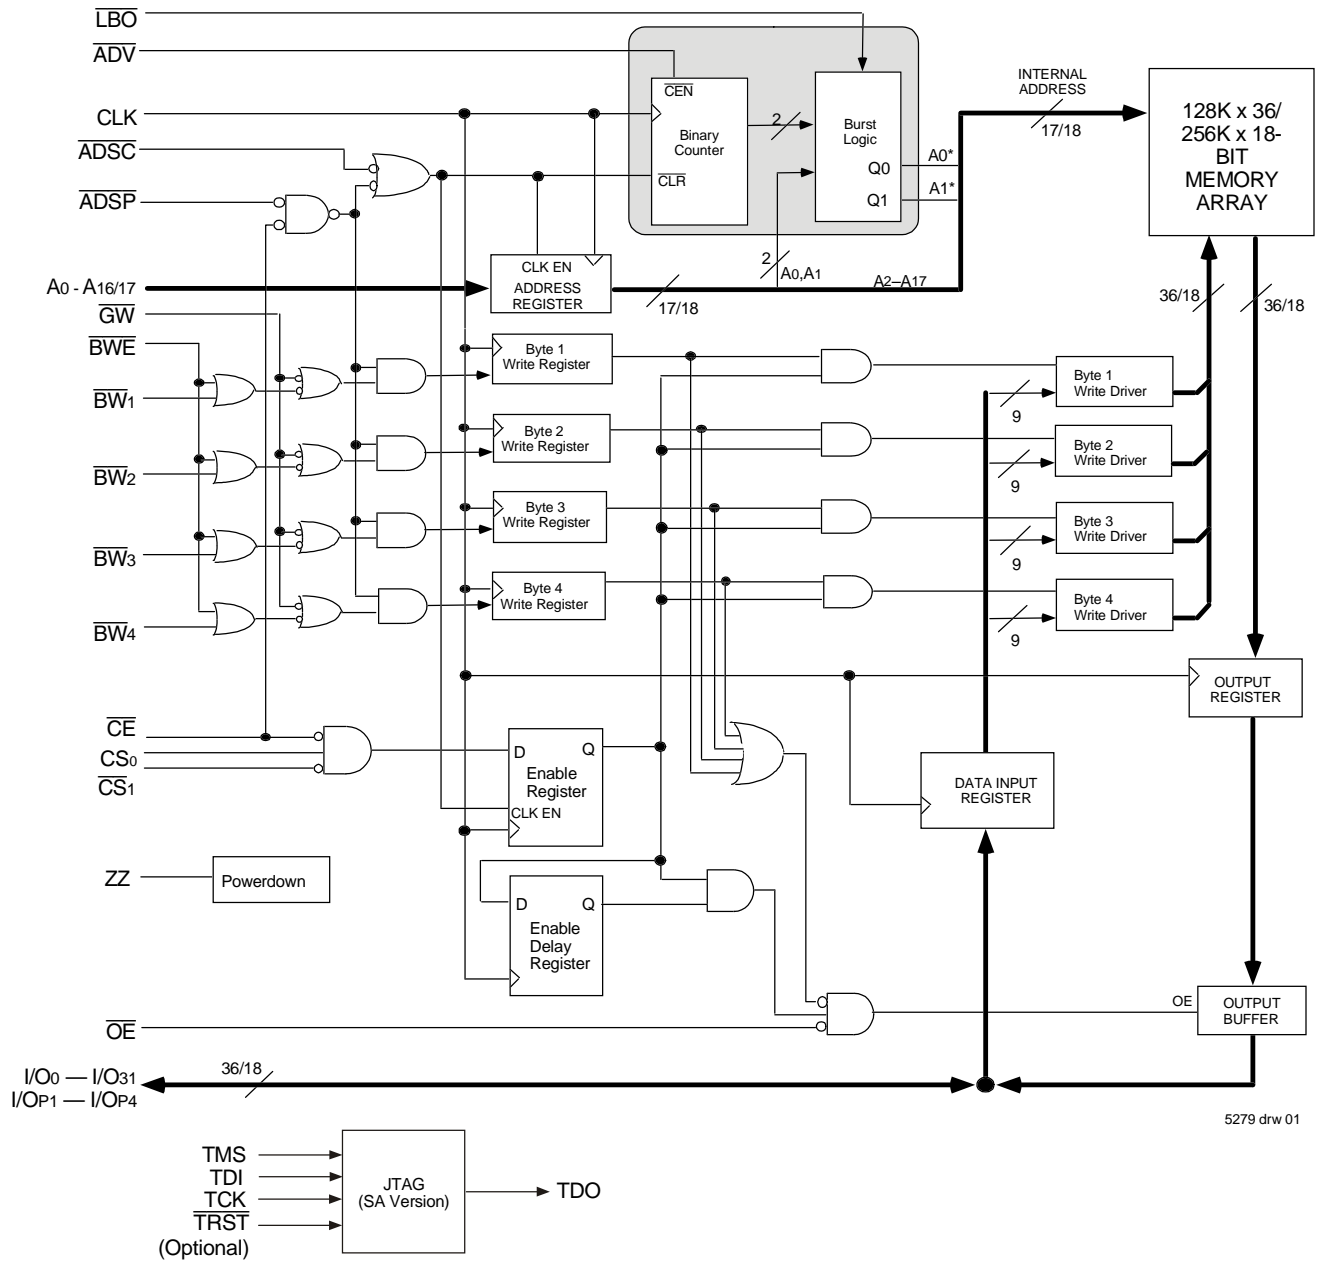 LBO
ADV
CLK
ADSC
ADSP
A0 - A16/17
GW
BWE
BW1
BW2
BW3
BW4
CE
CS0
CS1
ZZ
Powerdown
OE
I/O0 — I/O31
I/OP1 — I/OP4
36/18
CEN
Binary
Counter
CLR
2
Burst
Logic
Q0
Q1
A0*
A1*
2
A0,A1
A2–A17
INTERNAL
ADDRESS
17/18
128K x 36/
256K x 18-
BIT
MEMORY
ARRAY
CLK EN
ADDRESS
REGISTER
17/18
36/18
36/18
Byte 1
Write Register
Byte 2
Write Register
Byte 3
Write Register
Byte 4
Write Register
9
Byte 1
Write Driver
9
Byte 2
Write Driver
9
Byte 3
Write Driver
9
Byte 4
Write Driver
OUTPUT
REGISTER
D
Q
Enable
Register
CLK EN
DATA INPUT
REGISTER
D
Q
Enable
Delay
Register
OE
OUTPUT
BUFFER
5279 drw 01
TMS
TDI
TCK
TRST
(Optional)
JTAG
(SA Version)
TDO